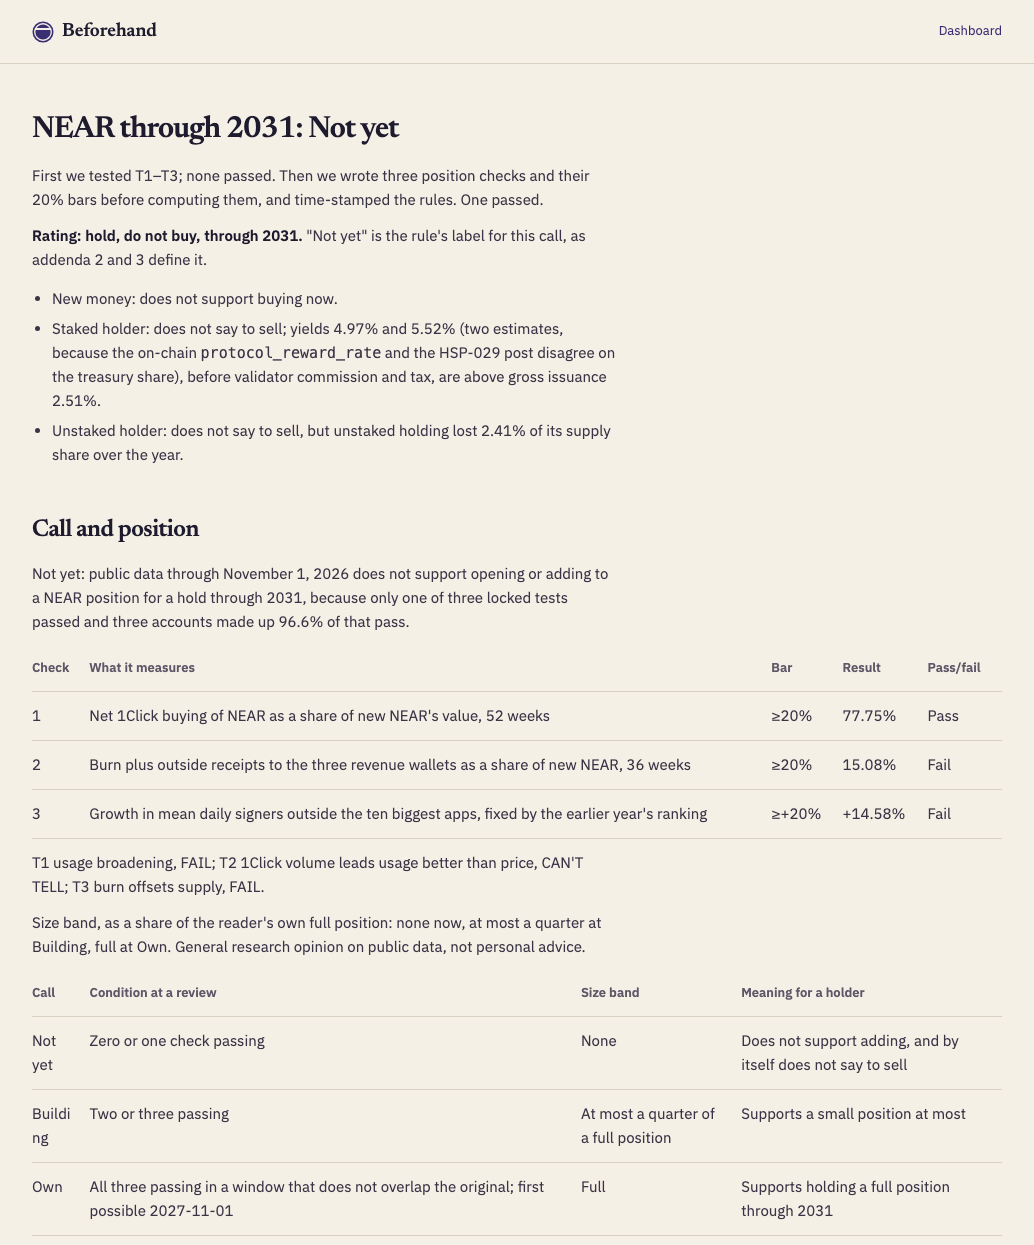 Beforehand
Dashboard
NEAR through 2031: Not yet
First we tested T1–T3; none passed. Then we wrote three position checks and their
20% bars before computing them, and time-stamped the rules. One passed.
Rating: hold, do not buy, through 2031. "Not yet" is the rule's label for this call, as
addenda 2 and 3 define it.
• New money: does not support buying now.
• Staked holder: does not say to sell; yields 4.97% and 5.52% (two estimates,
because the on-chain protocol_reward_rate and the HSP-029 post disagree on
the treasury share), before validator commission and tax, are above gross issuance
2.51%.
• Unstaked holder: does not say to sell, but unstaked holding lost 2.41% of its supply
share over the year.
Call and position
Not yet: public data through November 1, 2026 does not support opening or adding to
a NEAR position for a hold through 2031, because only one of three locked tests
passed and three accounts made up 96.6% of that pass.
Check What it measures Bar Result Pass/fail
1 Net 1Click buying of NEAR as a share of new NEAR's value, 52 weeks ≥20% 77.75% Pass
2 Burn plus outside receipts to the three revenue wallets as a share of new NEAR, 36 weeks ≥20% 15.08% Fail
3 Growth in mean daily signers outside the ten biggest apps, fixed by the earlier year's ranking ≥+20% +14.58% Fail
T1 usage broadening, FAIL; T2 1Click volume leads usage better than price, CAN'T
TELL; T3 burn offsets supply, FAIL.
Size band, as a share of the reader's own full position: none now, at most a quarter at
Building, full at Own. General research opinion on public data, not personal advice.
Call Condition at a review Size band Meaning for a holder
Not Zero or one check passing None Does not support adding, and by
yet itself does not say to sell
Buildi Two or three passing At most a quarter of Supports a small position at most
ng a full position
Own All three passing in a window that does not overlap the original; first Full Supports holding a full position
possible 2027-11-01 through 2031